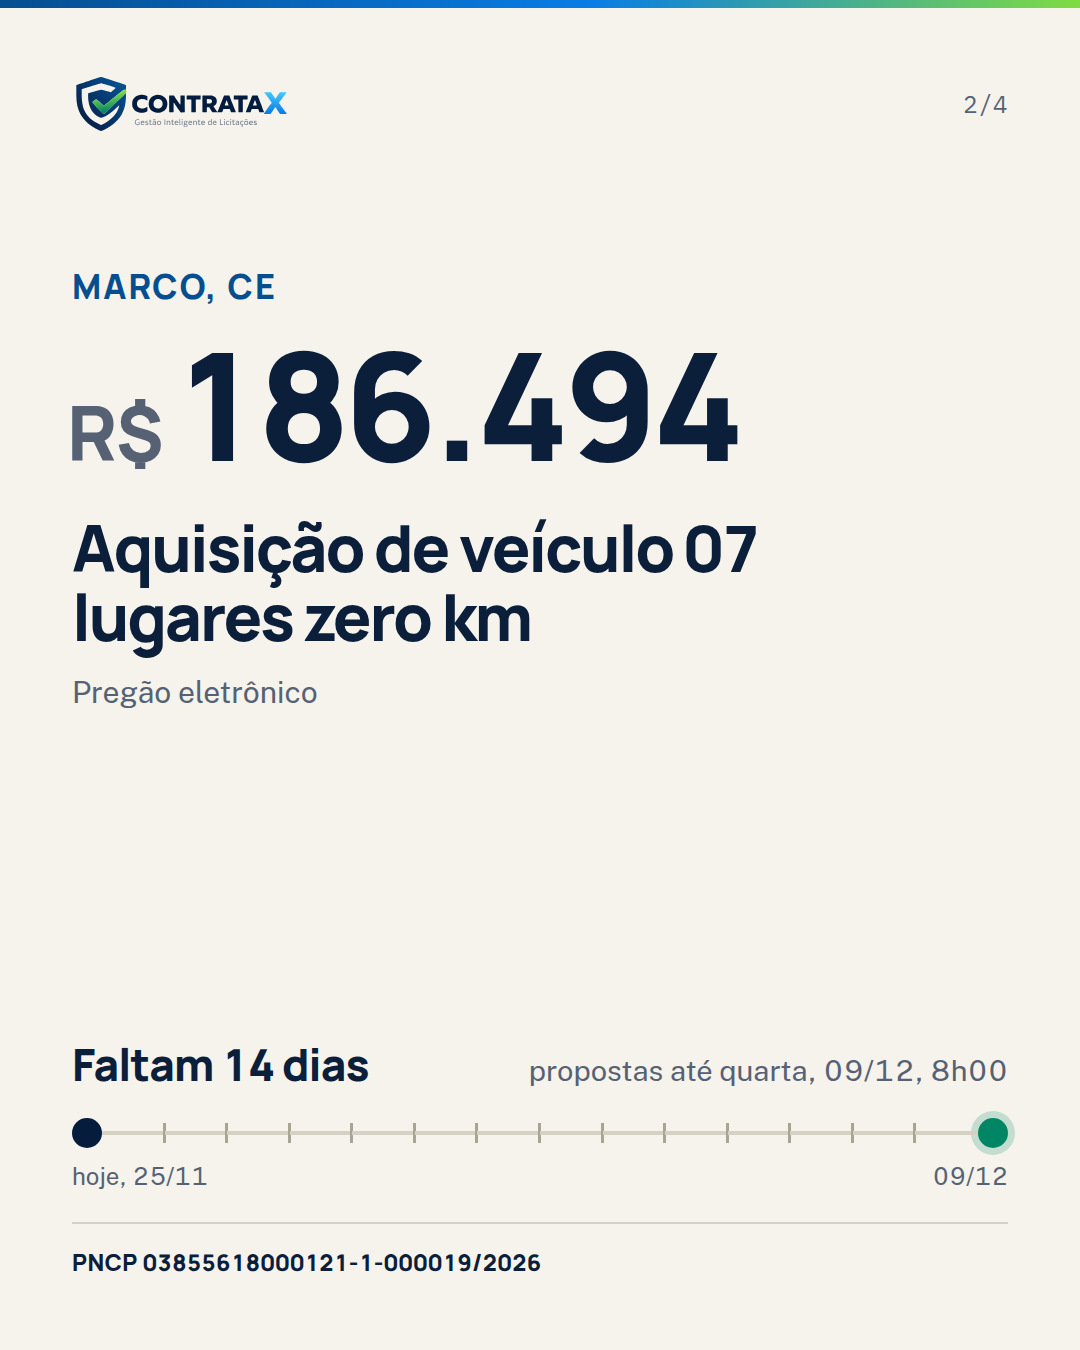 CONTRATAX
Gestão Inteligente de Licitações
2/4
MARCO, CE
R$ 186.494
Aquisição de veículo 07
lugares zero km
Pregão eletrônico
Faltam 14 dias
propostas até quarta, 09/12, 8h00
hoje, 25/11
09/12
PNCP 03855618000121-1-000019/2026